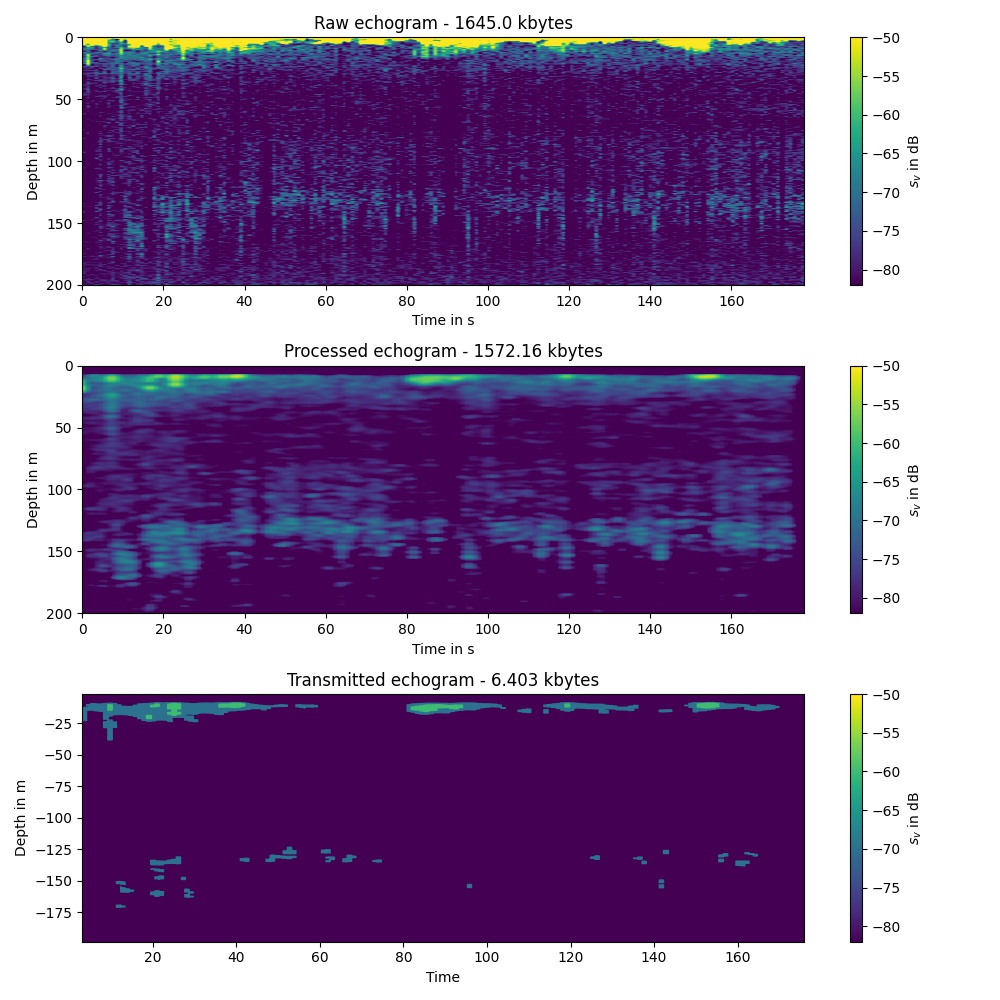 Raw echogram - 1645.0 kbytes
0
50
100
150
200
Depth in m
0 20 40 60 80 100 120 140 160
Time in s
−50
−55
−60
−65
−70
−75
−80
s_v in dB
Processed echogram - 1572.16 kbytes
0
50
100
150
200
Depth in m
0 20 40 60 80 100 120 140 160
Time in s
−50
−55
−60
−65
−70
−75
−80
s_v in dB
Transmitted echogram - 6.403 kbytes
−25
−50
−75
−100
−125
−150
−175
Depth in m
20 40 60 80 100 120 140 160
Time
−50
−55
−60
−65
−70
−75
−80
s_v in dB